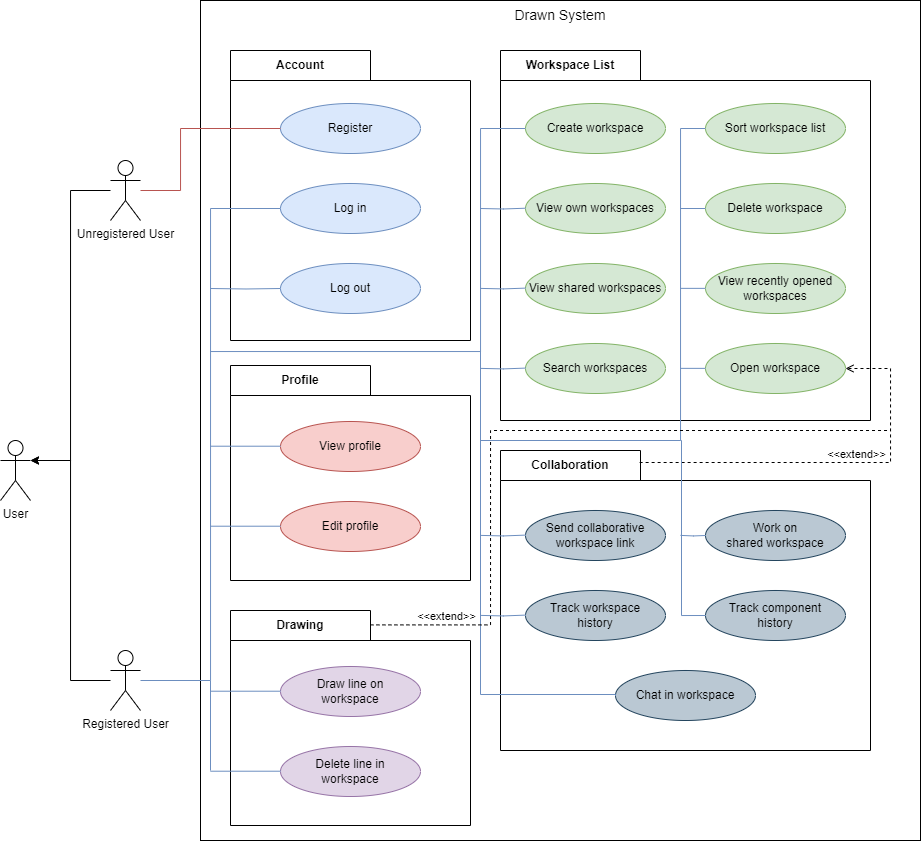 Drawn System
Account
Register
Log in
Log out
Workspace List
Create workspace
Sort workspace list
View own workspaces
Delete workspace
View shared workspaces
View recently opened
workspaces
Search workspaces
Open workspace
Unregistered User
User
Registered User
Profile
View profile
Edit profile
<<extend>>
Collaboration
Send collaborative
workspace link
Work on
shared workspace
Track workspace
history
Track component
history
Chat in workspace
<<extend>>
Drawing
Draw line on
workspace
Delete line in
workspace